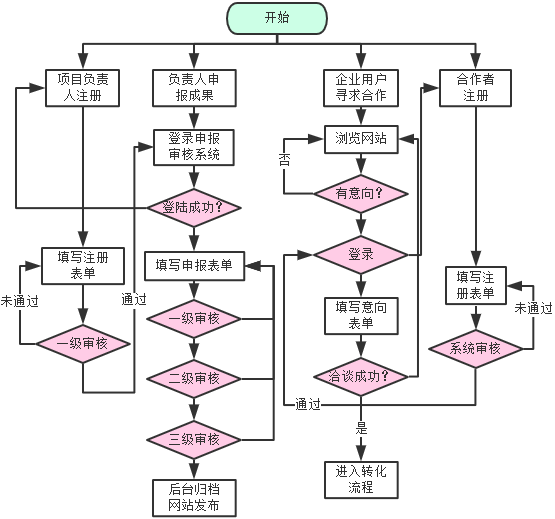 开始
项目负责
人注册
负责人申
报成果
企业用户
寻求合作
合作者
注册
登录申报
审核系统
浏览网站
否
登陆成功?
有意向?
填写注册
表单
填写申报表单
登录
填写注
册表单
未通过
通过
一级审核
一级审核
填写意向
表单
未通过
系统审核
二级审核
洽谈成功?
通过
三级审核
是
后台归档
网站发布
进入转化
流程